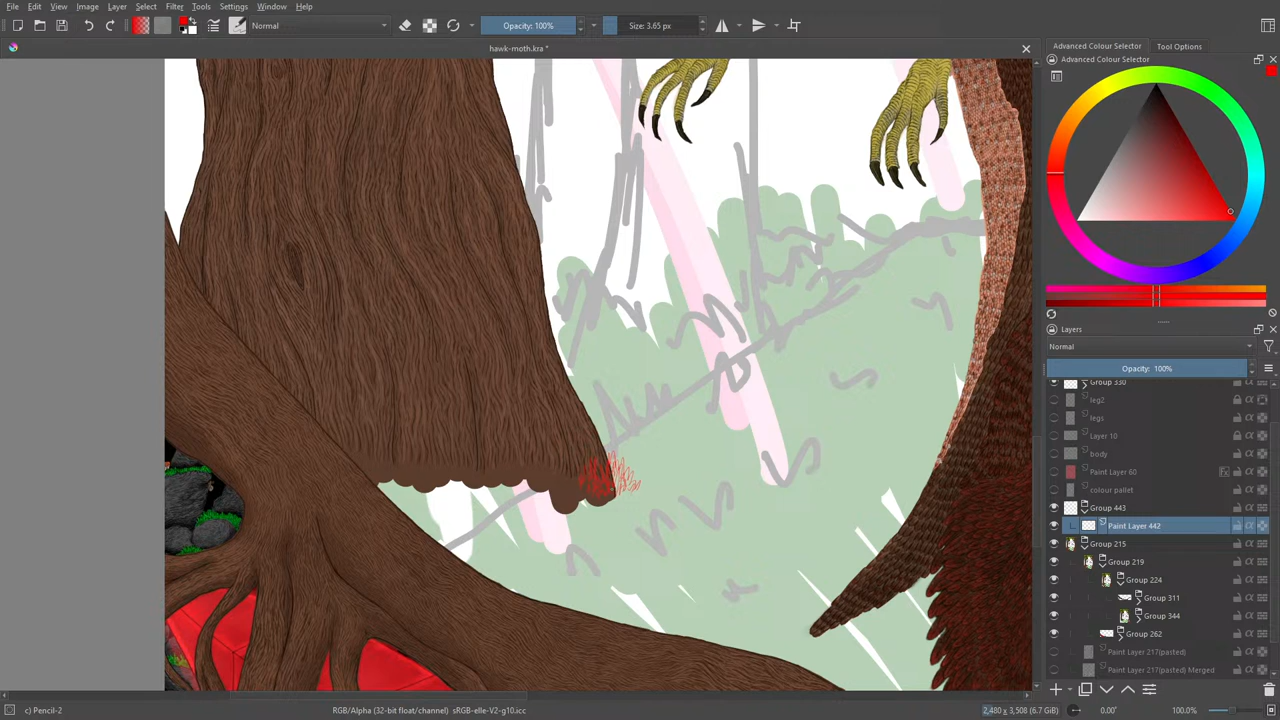 File Edit View Image Layer Select Filter Tools Settings Window Help
Normal Opacity: 100% Size: 3.65 px
hawk-moth.kra *
Advanced Colour Selector Tool Options
Advanced Colour Selector
Layers
Normal
Opacity: 100%
Group 330
leg2
legs
Layer 10
body
Paint Layer 60
colour pallet
Group 443
Paint Layer 442
Group 215
Group 219
Group 224
Group 311
Group 344
Group 262
Paint Layer 217(pasted)
Paint Layer 217(pasted) Merged
c) Pencil-2 RGB/Alpha (32-bit float/channel) sRGB-elle-V2-g10.icc 2,480 x 3,508 (6.7 GiB) 0.00° 100.0%